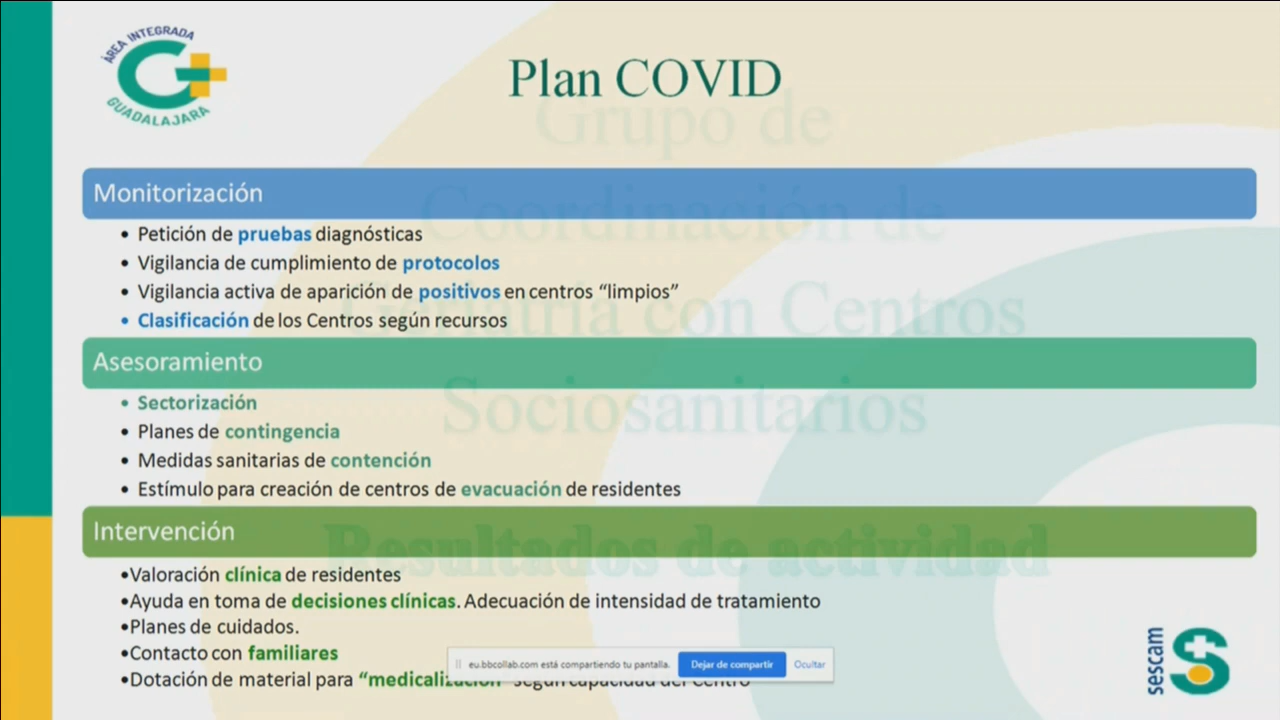 ÁREA INTEGRADA
GUADALAJARA
Plan COVID
Grupo de
Coordinación de
Geriatría con Centros
Sociosanitarios
Resultados de actividad
Monitorización
• Petición de pruebas diagnósticas
• Vigilancia de cumplimiento de protocolos
• Vigilancia activa de aparición de positivos en centros “limpios”
• Clasificación de los Centros según recursos
Asesoramiento
• Sectorización
• Planes de contingencia
• Medidas sanitarias de contención
• Estímulo para creación de centros de evacuación de residentes
Intervención
•Valoración clínica de residentes
•Ayuda en toma de decisiones clínicas. Adecuación de intensidad de tratamiento
•Planes de cuidados.
•Contacto con familiares
•Dotación de material para “medicalización” según capacidad del Centro
eu.bbcollab.com está compartiendo tu pantalla. Dejar de compartir Ocultar
sescam